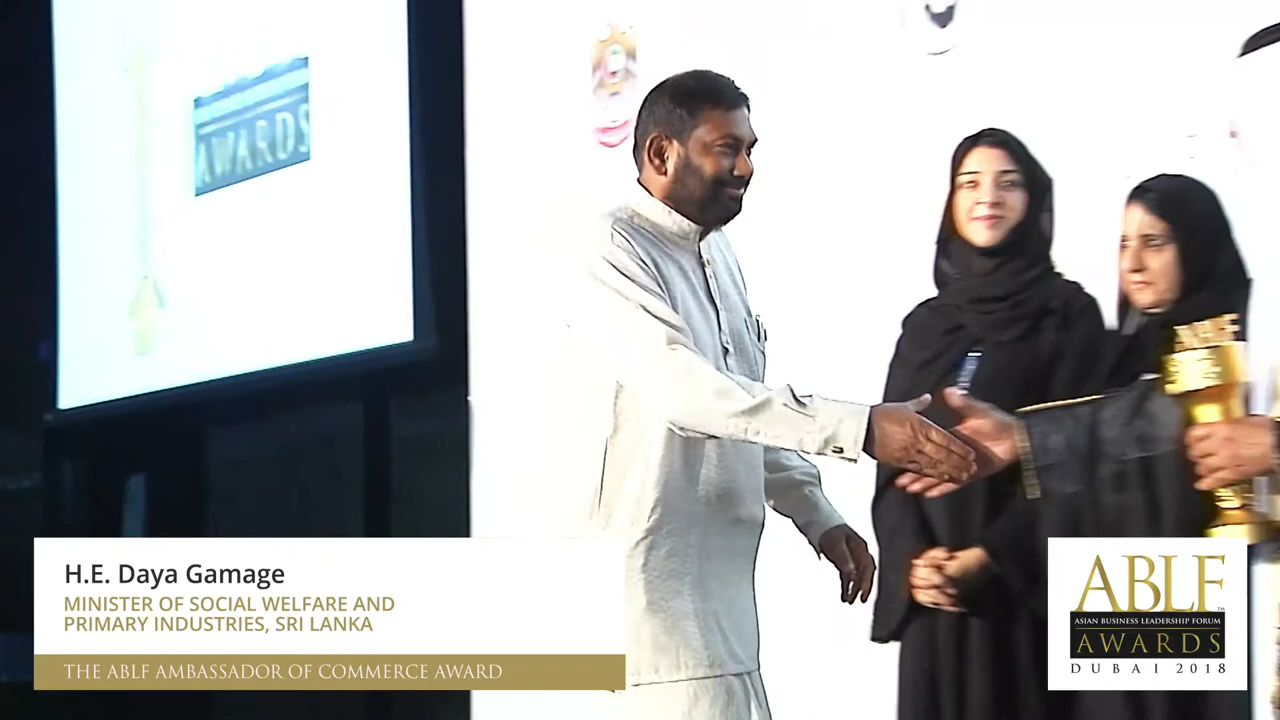 AWARDS
ABLF
H.E. Daya Gamage
MINISTER OF SOCIAL WELFARE AND
PRIMARY INDUSTRIES, SRI LANKA
THE ABLF AMBASSADOR OF COMMERCE AWARD
ABLF™
ASIAN BUSINESS LEADERSHIP FORUM
AWARDS
DUBAI 2018